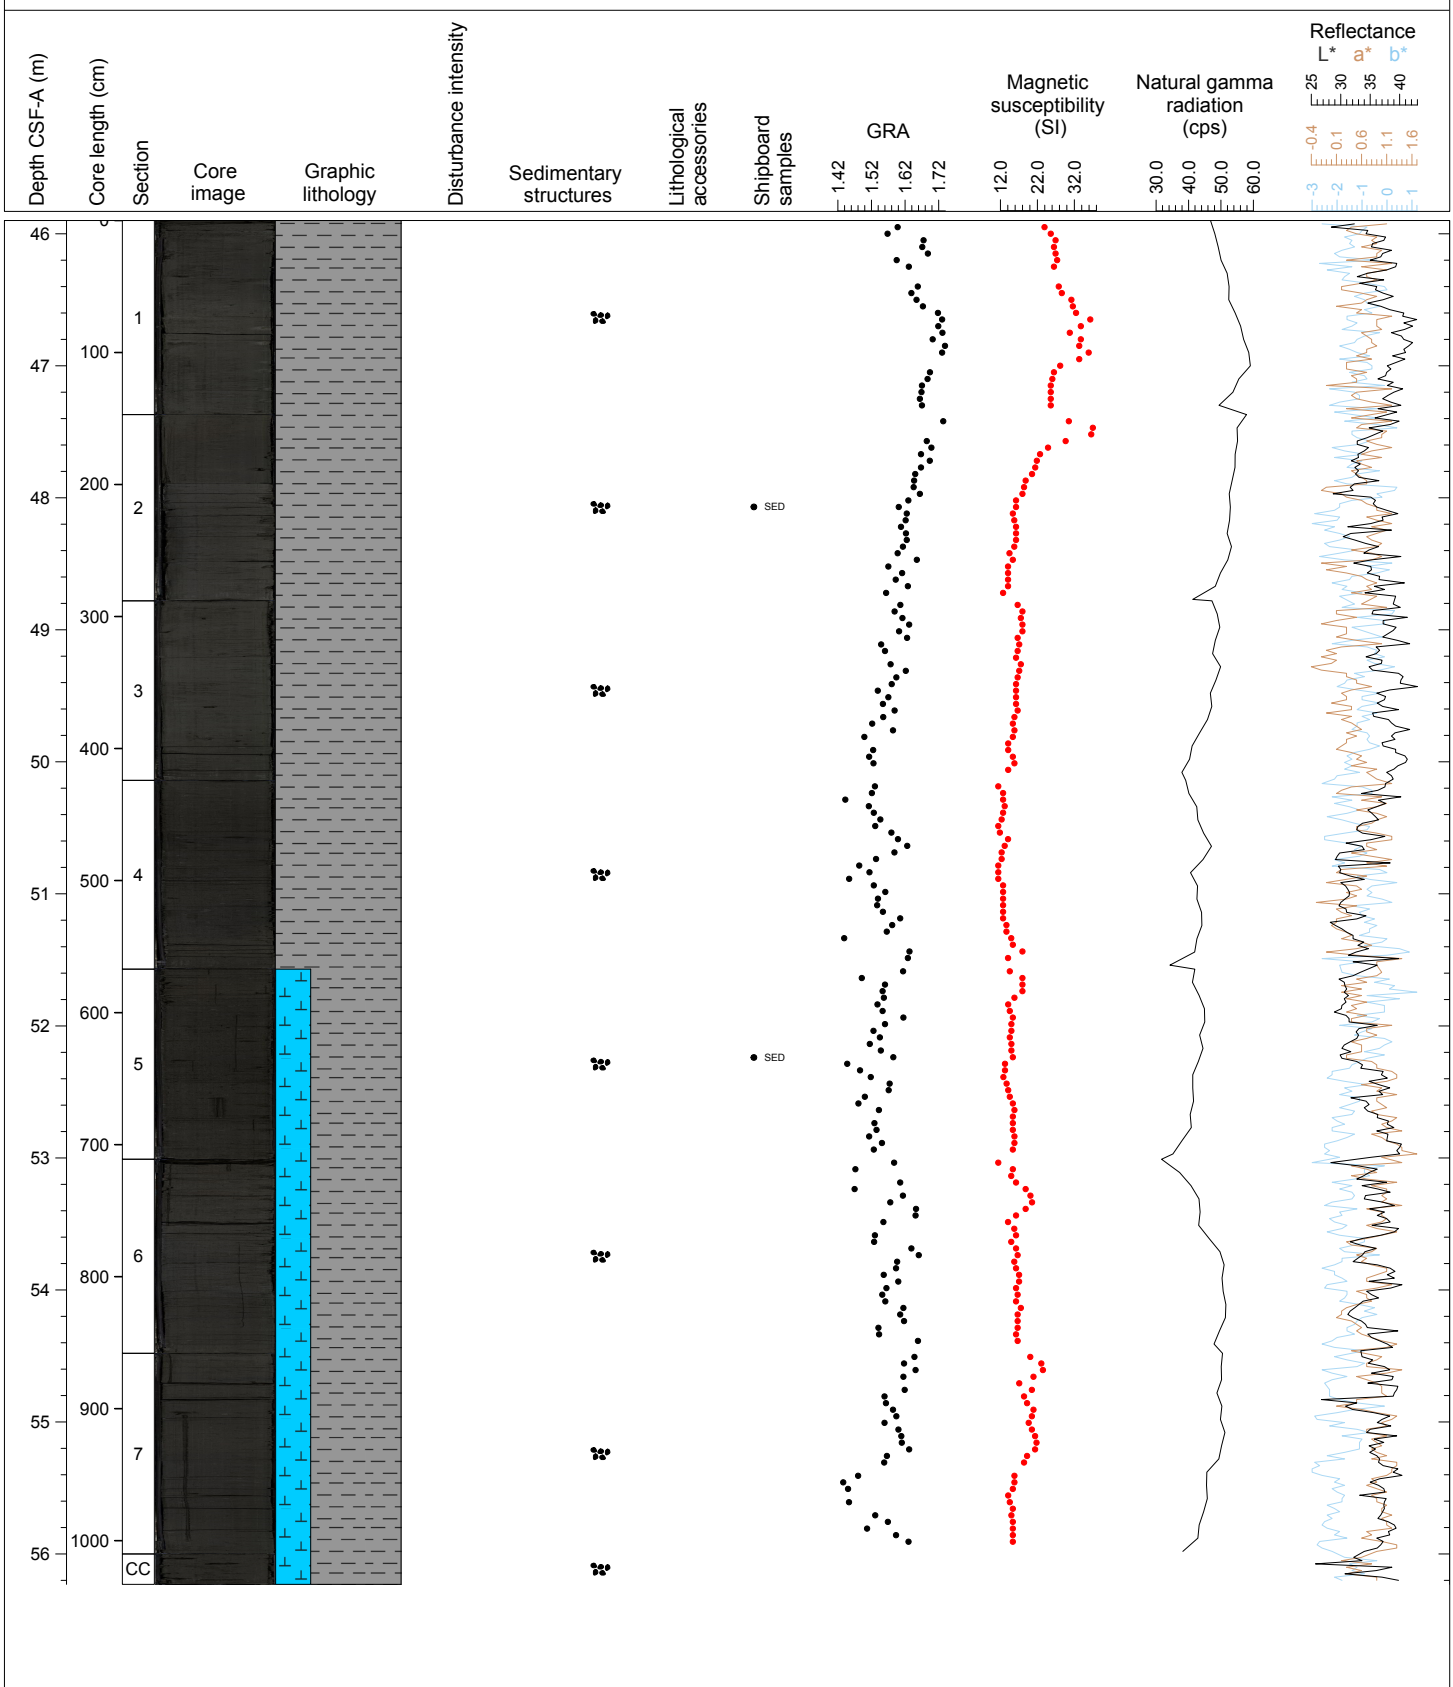 Depth CSF-A (m)
Core length (cm)
Section
Core
image
Graphic
lithology
Disturbance intensity
Sedimentary
structures
Lithological
accessories
Shipboard
samples
GRA
1.42 1.52 1.62 1.72
Magnetic
susceptibility
(SI)
12.0 22.0 32.0
Natural gamma
radiation
(cps)
30.0 40.0 50.0 60.0
Reflectance
L* a* b*
25 30 35 40
-0.4 0.1 0.6 1.1 1.6
-3 -2 -1 0 1
0
46
1
100
47
200
48
2
SED
300
49
3
400
50
4
500
51
600
52
5
SED
700
53
6
800
54
900
55
7
1000
56
CC